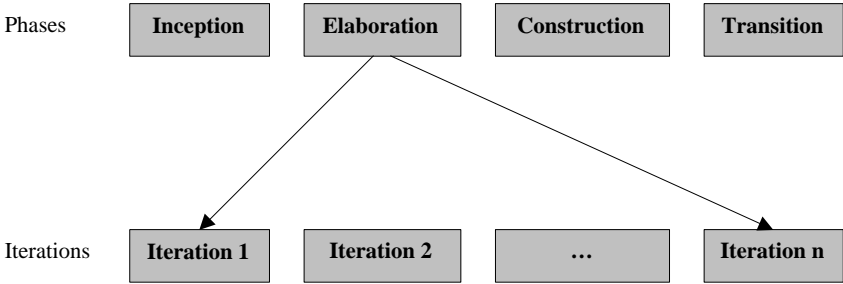 Phases Inception Elaboration Construction Transition
Iterations Iteration 1 Iteration 2 … Iteration n